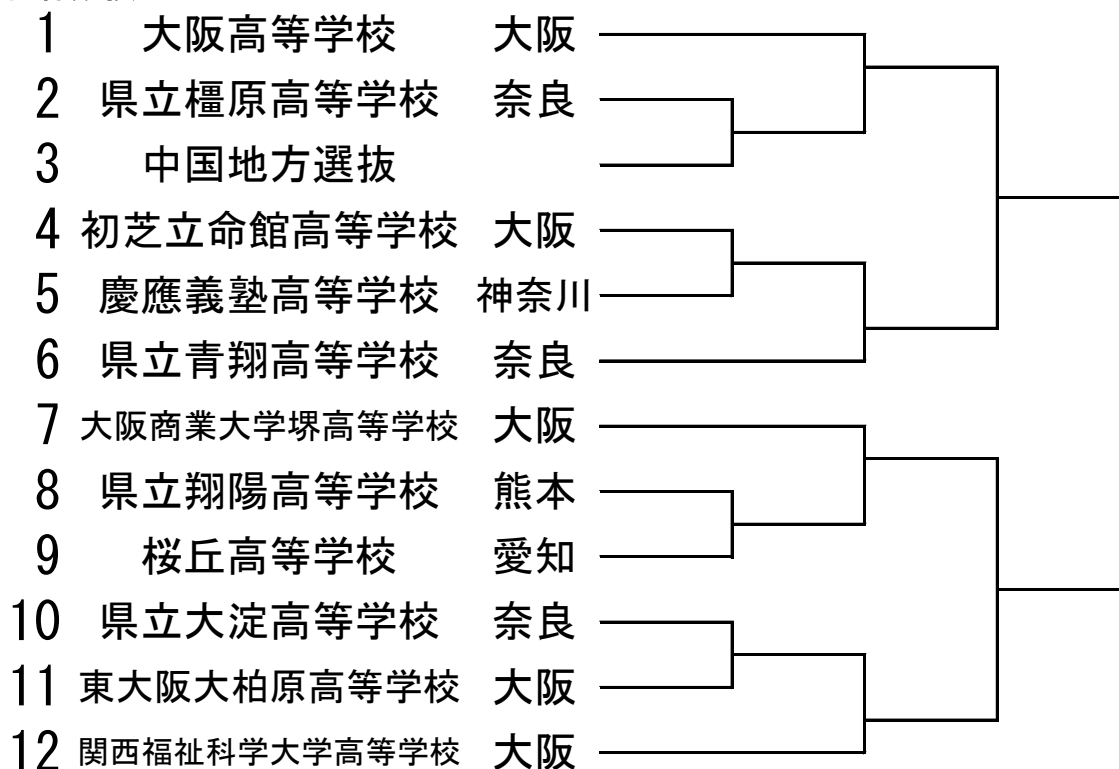 1 大阪高等学校 大阪
2 県立橿原高等学校 奈良
3 中国地方選抜
4 初芝立命館高等学校 大阪
5 慶應義塾高等学校 神奈川
6 県立青翔高等学校 奈良
7 大阪商業大学堺高等学校 大阪
8 県立翔陽高等学校 熊本
9 桜丘高等学校 愛知
10 県立大淀高等学校 奈良
11 東大阪大柏原高等学校 大阪
12 関西福祉科学大学高等学校 大阪